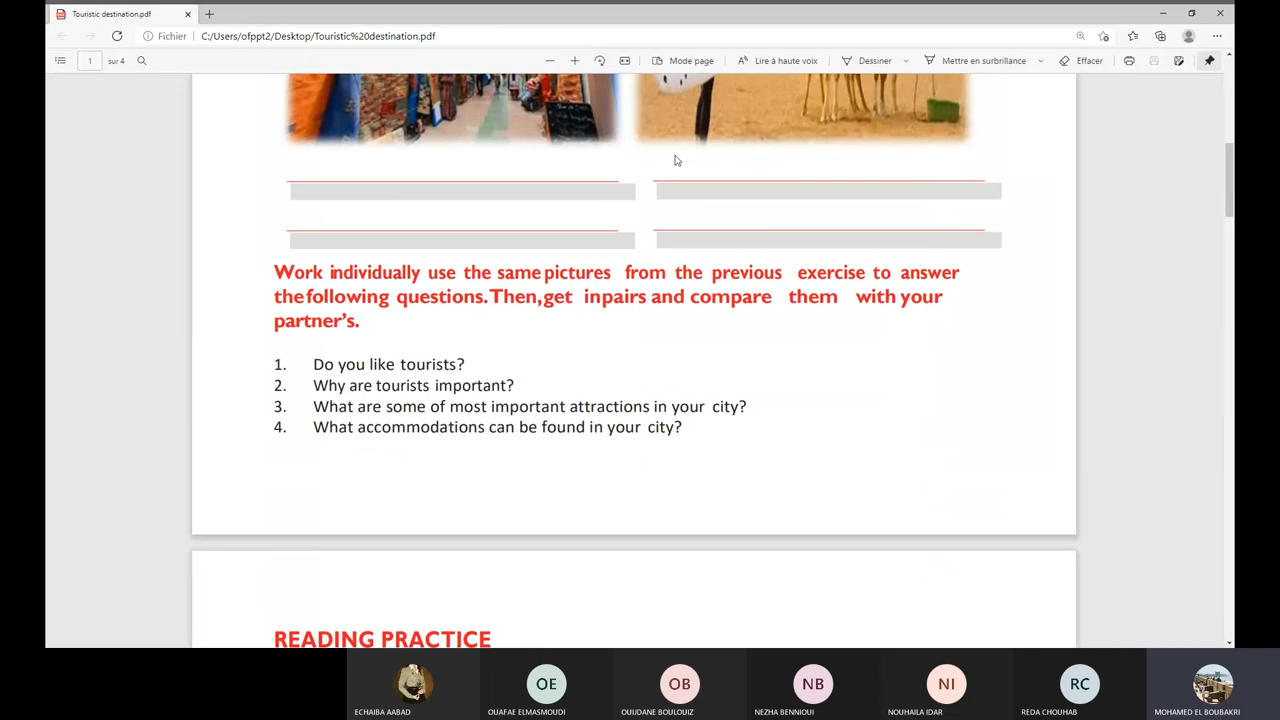 Touristic destination.pdf
Fichier C:/Users/ofppt2/Desktop/Touristic%20destination.pdf
1 sur 4 Mode page Lire à haute voix Dessiner Mettre en surbrillance Effacer
Work individually use the same pictures from the previous exercise to answer
the following questions. Then, get inpairs and compare them with your
partner's.
1. Do you like tourists?
2. Why are tourists important?
3. What are some of most important attractions in your city?
4. What accommodations can be found in your city?
READING PRACTICE
OE OB NB NI RC
ECHAIBA AABAD OUAFAE ELMASMOUDI OUIJDANE BOULOUIZ NEZHA BENNIOUI NOUHAILA IDAR REDA CHOUHAB MOHAMED EL BOUBAKRI